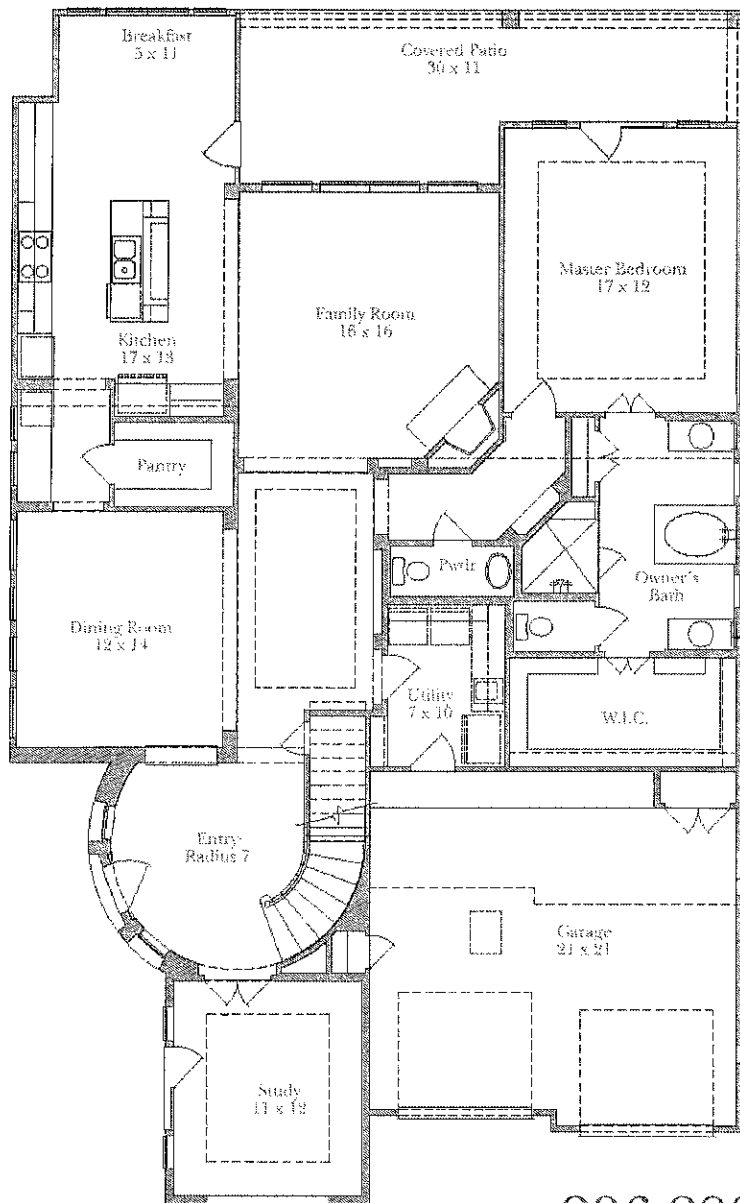 Breakfast
5 x 11
Covered Patio
30 x 11
Master Bedroom
17 x 12
Family Room
16 x 16
Kitchen
17 x 13
Pantry
Pwdr
Owner's
Bath
Dining Room
12 x 14
Utility
7 x 10
W.I.C.
Entry
Radius 7
Garage
21 x 21
Study
11 x 12